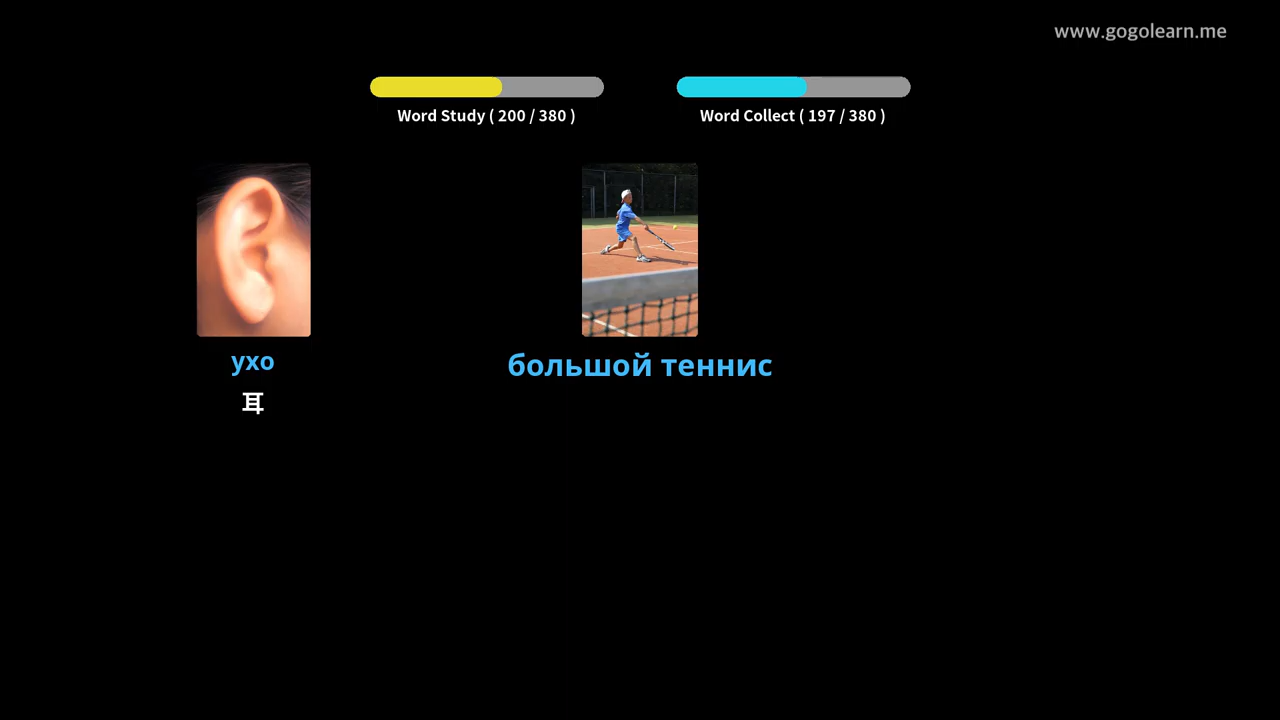 www.gogolearn.me
Word Study ( 200 / 380 )
Word Collect ( 197 / 380 )
ухо
耳
большой теннис